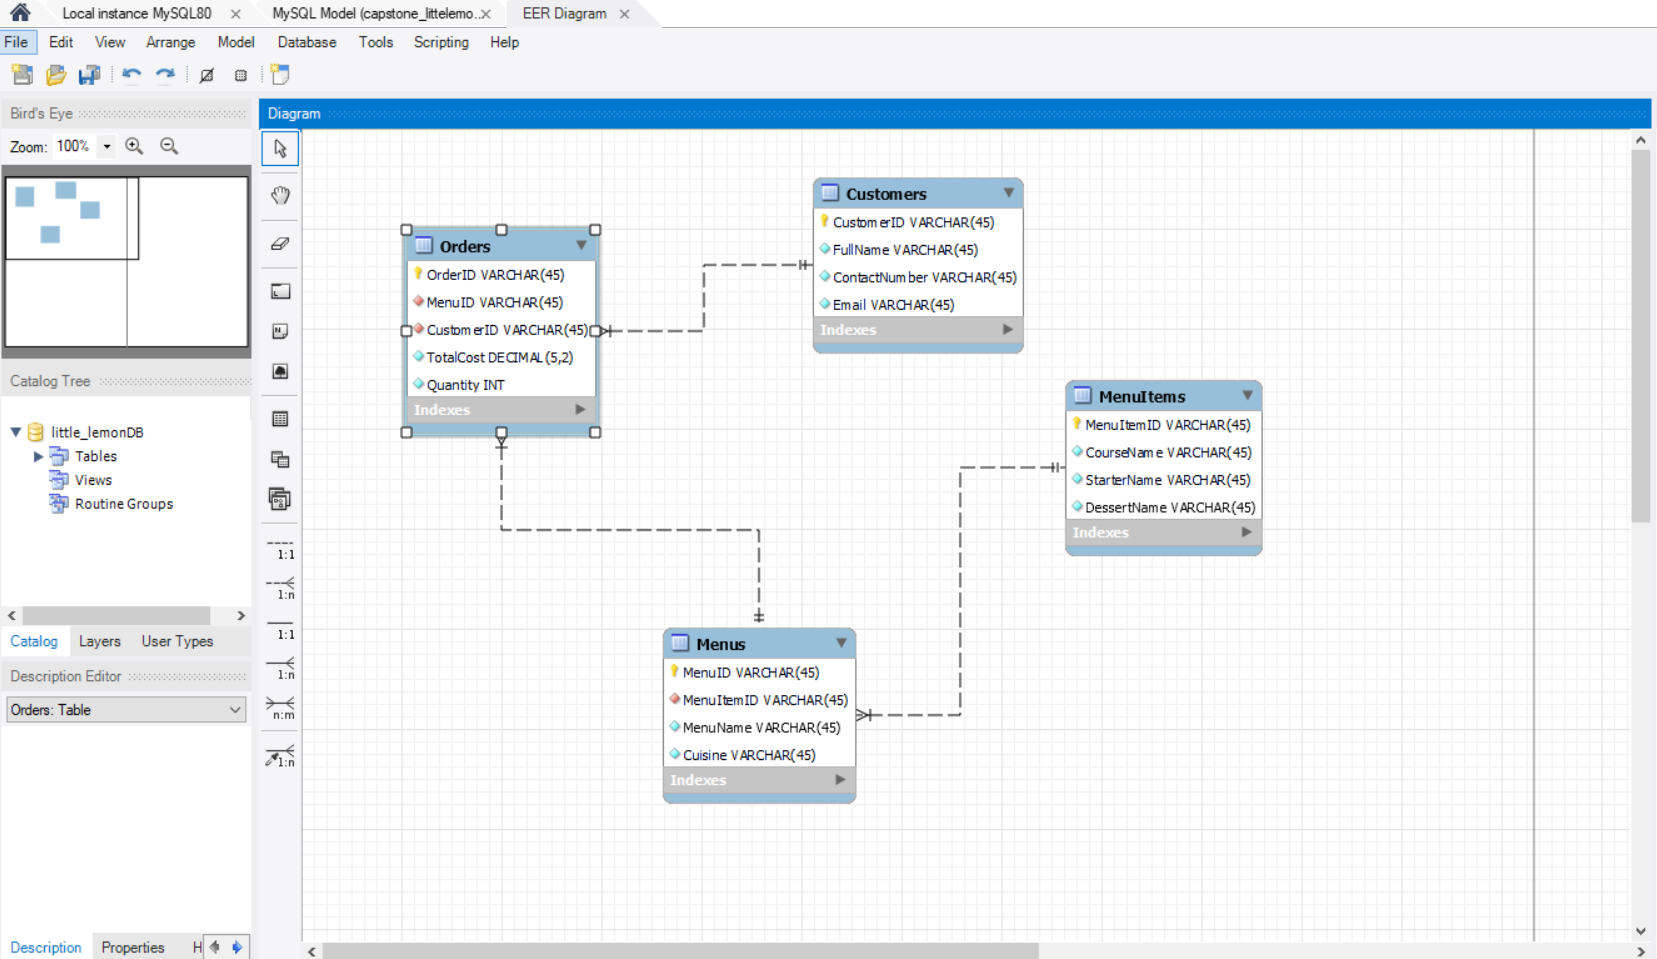 Local instance MySQL80
MySQL Model (capstone_littelemo..
EER Diagram
File Edit View Arrange Model Database Tools Scripting Help
Bird's Eye
Zoom: 100%
Diagram
Customers
CustomerID VARCHAR(45)
FullName VARCHAR(45)
ContactNumber VARCHAR(45)
Email VARCHAR(45)
Indexes
Orders
OrderID VARCHAR(45)
MenuID VARCHAR(45)
CustomerID VARCHAR(45)
TotalCost DECIMAL(5,2)
Quantity INT
Indexes
MenuItems
MenuItemID VARCHAR(45)
CourseName VARCHAR(45)
StarterName VARCHAR(45)
DessertName VARCHAR(45)
Indexes
Menus
MenuID VARCHAR(45)
MenuItemID VARCHAR(45)
MenuName VARCHAR(45)
Cuisine VARCHAR(45)
Indexes
Catalog Tree
little_lemonDB
Tables
Views
Routine Groups
Catalog Layers User Types
Description Editor
Orders: Table
Description Properties H
1:1
1:n
1:1
1:n
n:m
1:n